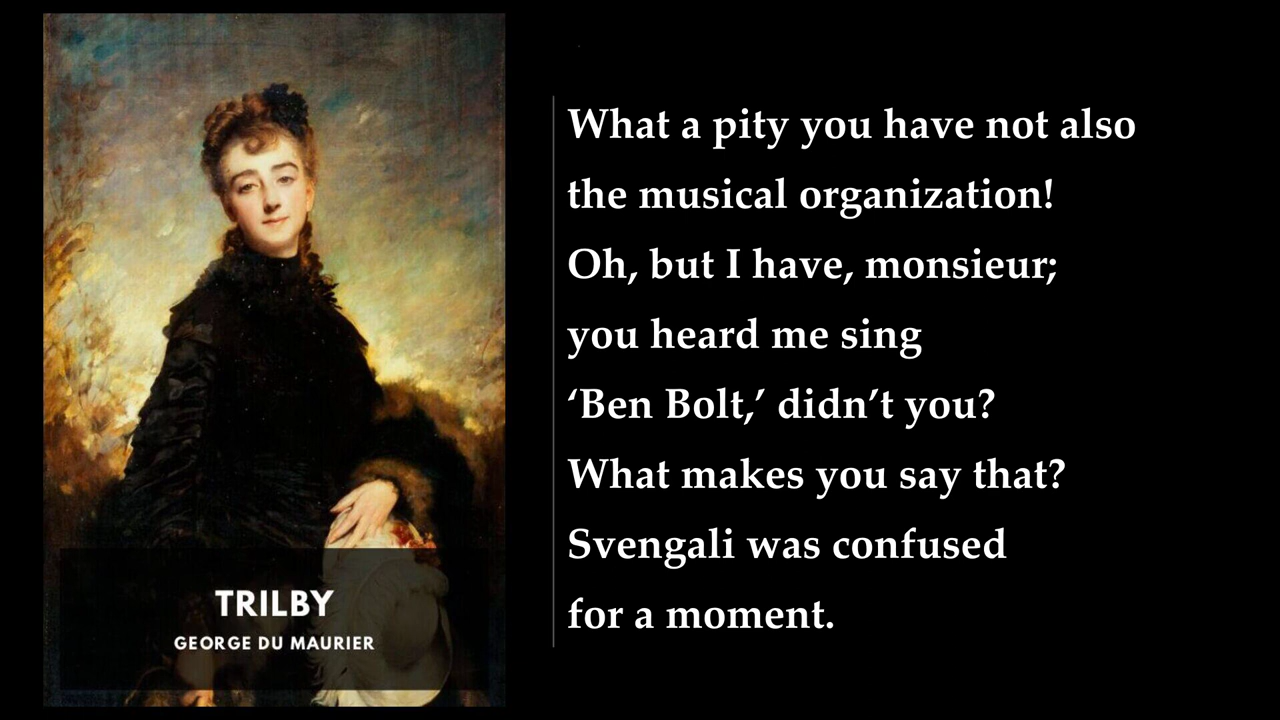 TRILBY
GEORGE DU MAURIER
What a pity you have not also
the musical organization!
Oh, but I have, monsieur;
you heard me sing
‘Ben Bolt,’ didn’t you?
What makes you say that?
Svengali was confused
for a moment.